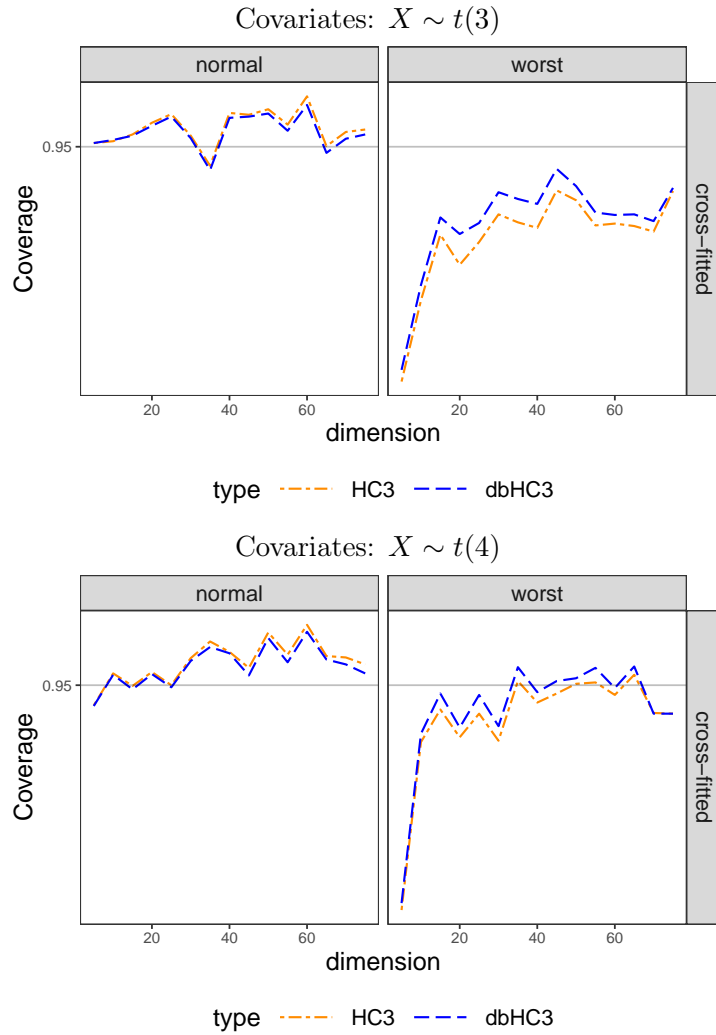 Covariates: X ∼ t(3)
normal
worst
0.95
Coverage
cross−fitted
20 40 60
20 40 60
dimension
type HC3 dbHC3
Covariates: X ∼ t(4)
normal
worst
0.95
Coverage
cross−fitted
20 40 60
20 40 60
dimension
type HC3 dbHC3